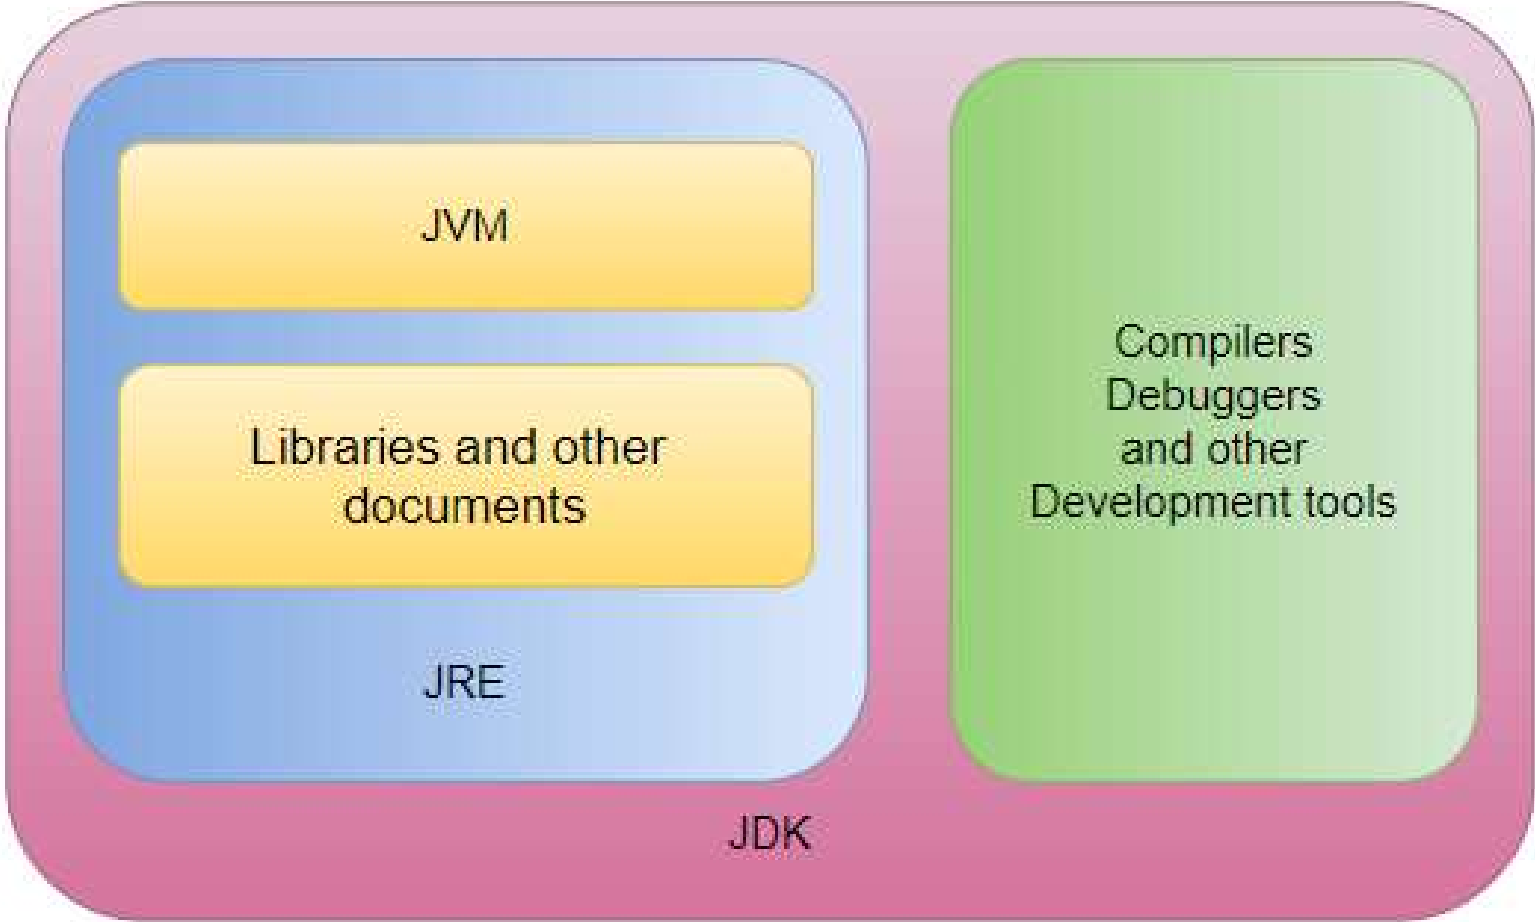 JVM
Libraries and other
documents
JRE
Compilers
Debuggers
and other
Development tools
JDK